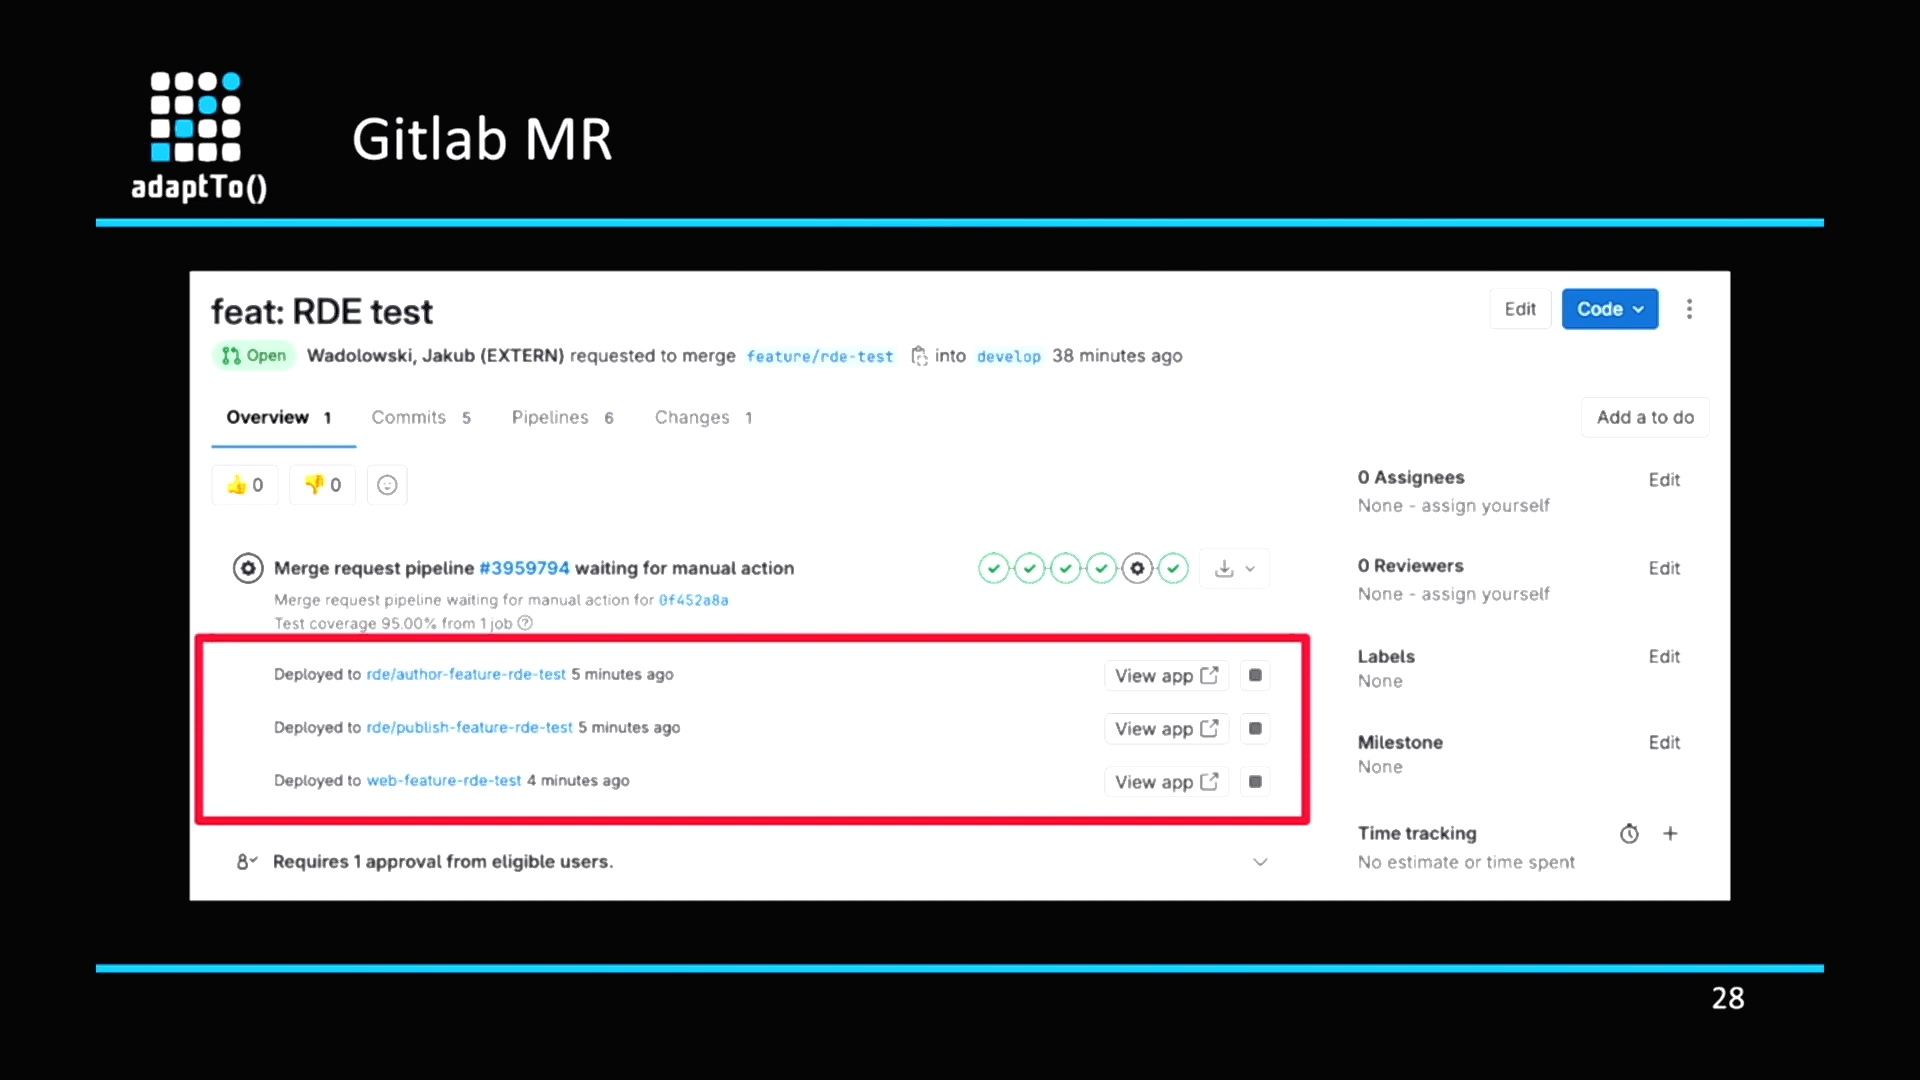 adaptTo()
Gitlab MR
feat: RDE test
Edit
Code
Open
Wadolowski, Jakub (EXTERN) requested to merge feature/rde-test into develop 38 minutes ago
Overview 1
Commits 5
Pipelines 6
Changes 1
Add a to do
0
0
0 Assignees
Edit
None - assign yourself
Merge request pipeline #3959794 waiting for manual action
Merge request pipeline waiting for manual action for 0f452a8a
Test coverage 95.00% from 1 job
0 Reviewers
Edit
None - assign yourself
Deployed to rde/author-feature-rde-test 5 minutes ago
View app
Deployed to rde/publish-feature-rde-test 5 minutes ago
View app
Deployed to web-feature-rde-test 4 minutes ago
View app
Labels
Edit
None
Milestone
Edit
None
Time tracking
No estimate or time spent
Requires 1 approval from eligible users.
28